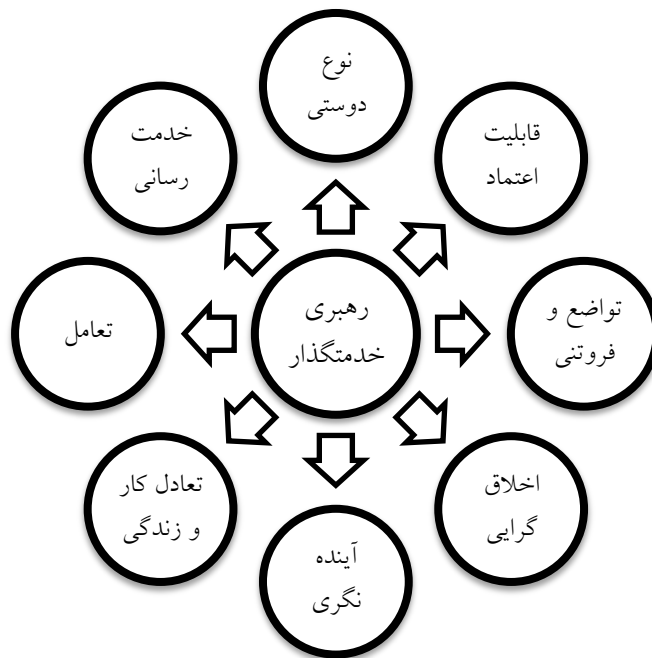 نوع
دوستی
قابلیت
اعتماد
تواضع و
فروتنی
اخلاق
گرایی
آینده
نگری
تعادل کار
و زندگی
تعامل
خدمت
رسانی
رهبری
خدمتگذار